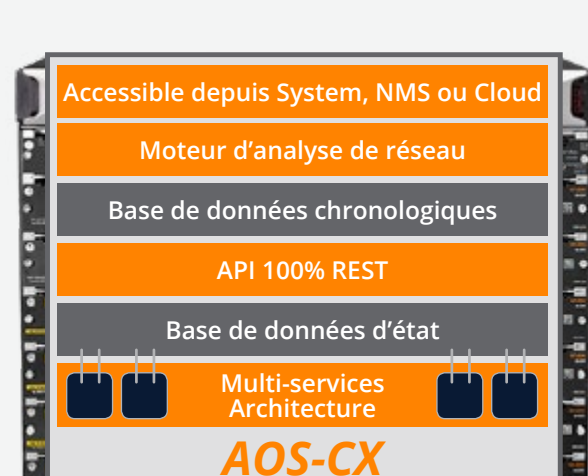 Accessible depuis System, NMS ou Cloud
Moteur d’analyse de réseau
Base de données chronologiques
API 100% REST
Base de données d’état
Multi-services
Architecture
AOS-CX